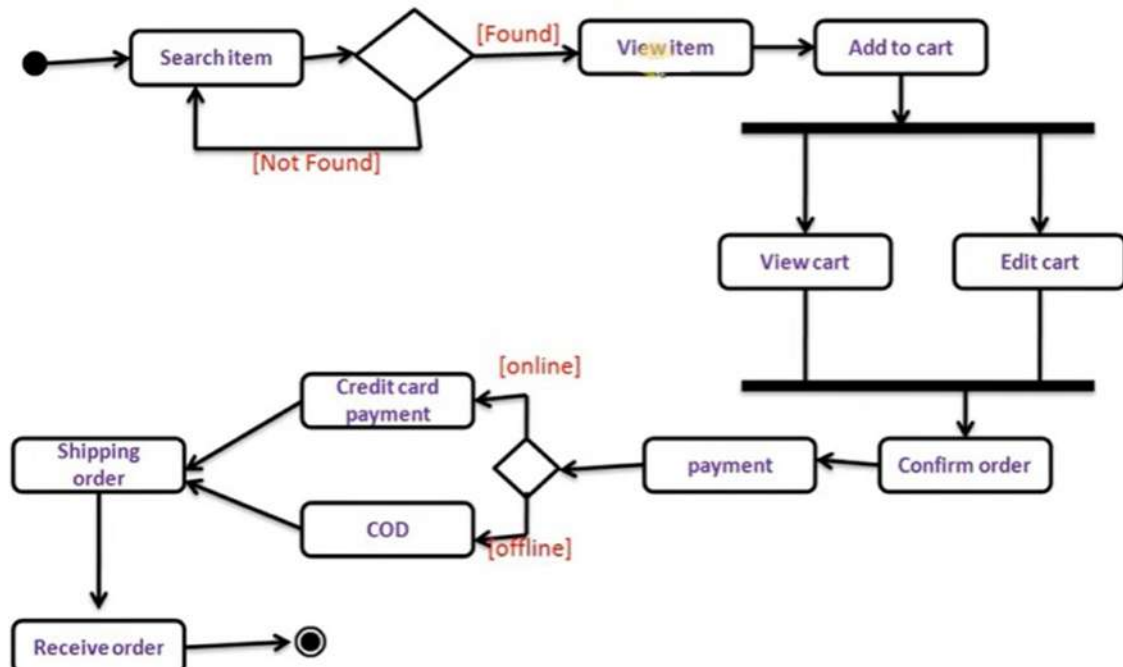 Search item
[Found]
View item
Add to cart
[Not Found]
View cart
Edit cart
[online]
Credit card
payment
Shipping
order
payment
Confirm order
COD
[offline]
Receive order